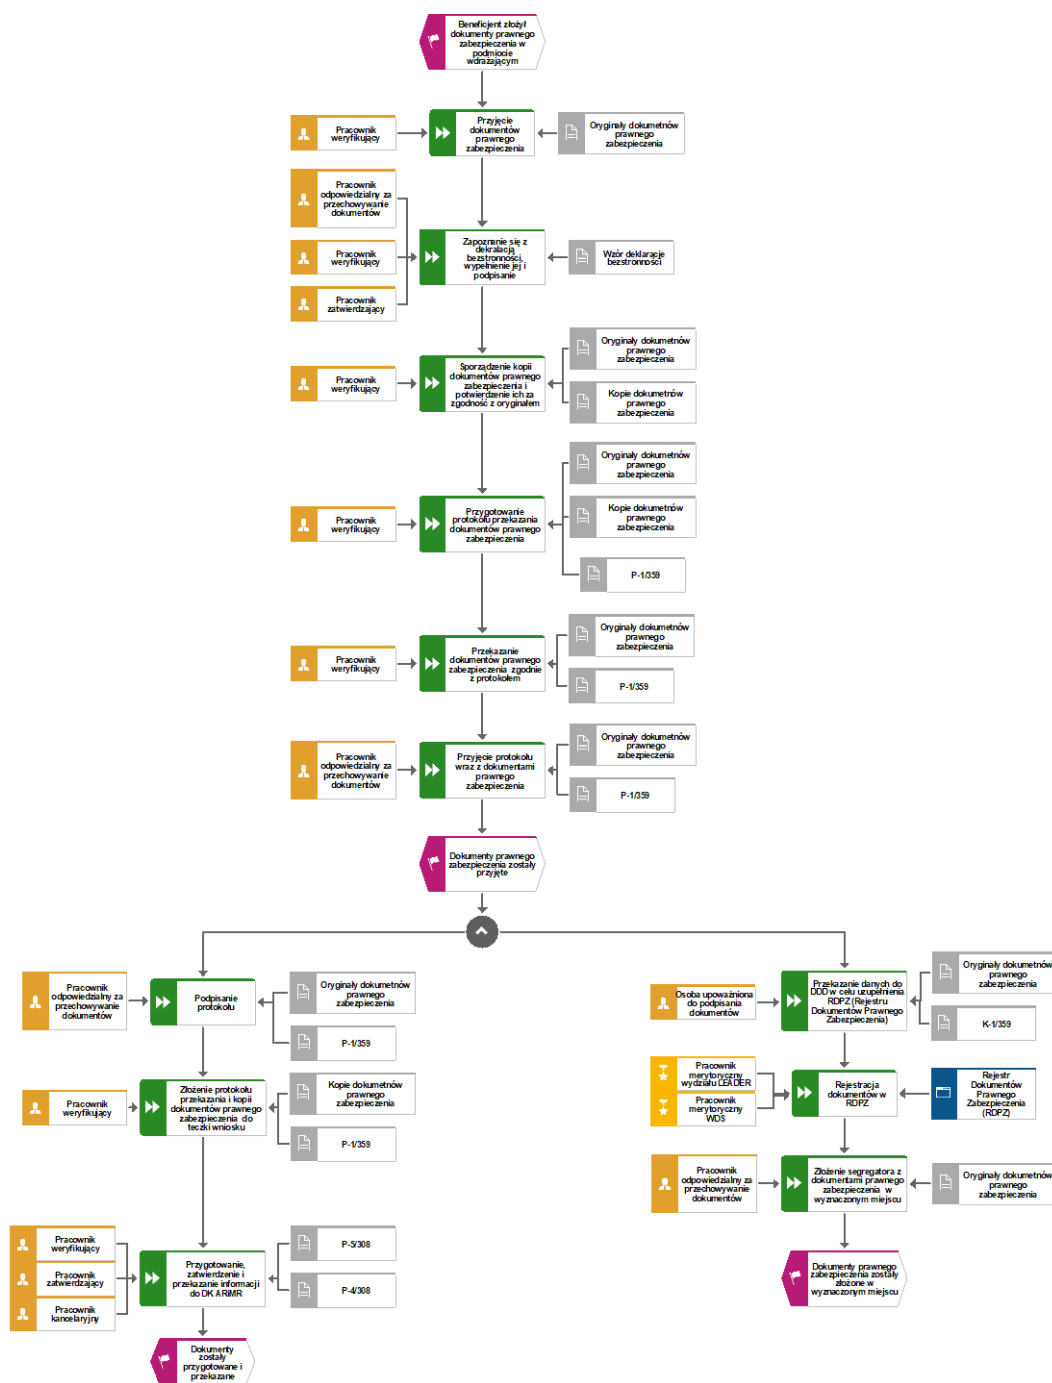 Beneficjent złożył
dokumenty prawnego
zabezpieczenia w
podmiocie
wdrażającym
Pracownik
weryfikujący
Przyjęcie
dokumentów
prawnego
zabezpieczenia
Oryginały dokumetnów
prawnego
zabezpieczenia
Pracownik
odpowiedzialny za
przechowywanie
dokumentów
Pracownik
weryfikujący
Pracownik
zatwierdzający
Zapoznanie się z
dekralacją
bezstronności,
wypełnienie jej i
podpisanie
Wzór deklaracje
bezstronności
Pracownik
weryfikujący
Sporządzenie kopii
dokumentów prawnego
zabezpieczenia i
potwierdzenie ich za
zgodność z oryginałem
Oryginały dokumetnów
prawnego
zabezpieczenia
Kopie dokumetnów
prawnego
zabezpieczenia
Pracownik
weryfikujący
Przygotowanie
protokołu przekazania
dokumentów prawnego
zabezpieczenia
Oryginały dokumetnów
prawnego
zabezpieczenia
Kopie dokumetnów
prawnego
zabezpieczenia
P-1/359
Pracownik
weryfikujący
Przekazanie
dokumentów prawnego
zabezpieczenia zgodnie
z protokołem
Oryginały dokumetnów
prawnego
zabezpieczenia
P-1/359
Pracownik
odpowiedzialny za
przechowywanie
dokumentów
Przyjęcie protokołu
wraz z dokumentami
prawnego
zabezpieczenia
Oryginały dokumetnów
prawnego
zabezpieczenia
P-1/359
Dokumenty prawnego
zabezpieczenia zostały
przyjęte
Pracownik
odpowiedzialny za
przechowywanie
dokumentów
Podpisanie
protokołu
Oryginały dokumetnów
prawnego
zabezpieczenia
P-1/359
Pracownik
weryfikujący
Złożenie protokołu
przekazania i kopii
dokumentów prawnego
zabezpieczenia do
teczki wniosku
Kopie dokumetnów
prawnego
zabezpieczenia
P-1/359
Pracownik
weryfikujący
Pracownik
zatwierdzający
Pracownik
kancelaryjny
Przygotowanie,
zatwierdzenie i
przekazanie informacji
do DK ARiMR
P-5/308
P-4/308
Dokumenty
zostały
przygotowane i
przekazane
Osoba upoważniona
do podpisania
dokumentów
Przekazanie danych do
DDD w celu uzupełnienia
RDPZ (Rejestru
Dokumentów Prawnego
Zabezpieczenia)
Oryginały dokumetnów
prawnego
zabezpieczenia
K-1/359
Pracownik
merytoryczny
wydziału LEADER
Pracownik
merytoryczny
WDS
Rejestracja
dokumentów w
RDPZ
Rejestr
Dokumentów
Prawnego
Zabezpieczenia
(RDPZ)
Pracownik
odpowiedzialny za
przechowywanie
dokumentów
Złożenie segregatora z
dokumentami prawnego
zabezpieczenia w
wyznaczonym miejscu
Oryginały dokumetnów
prawnego
zabezpieczenia
Dokumenty prawnego
zabezpieczenia zostały
złożone w
wyznaczonym miejscu